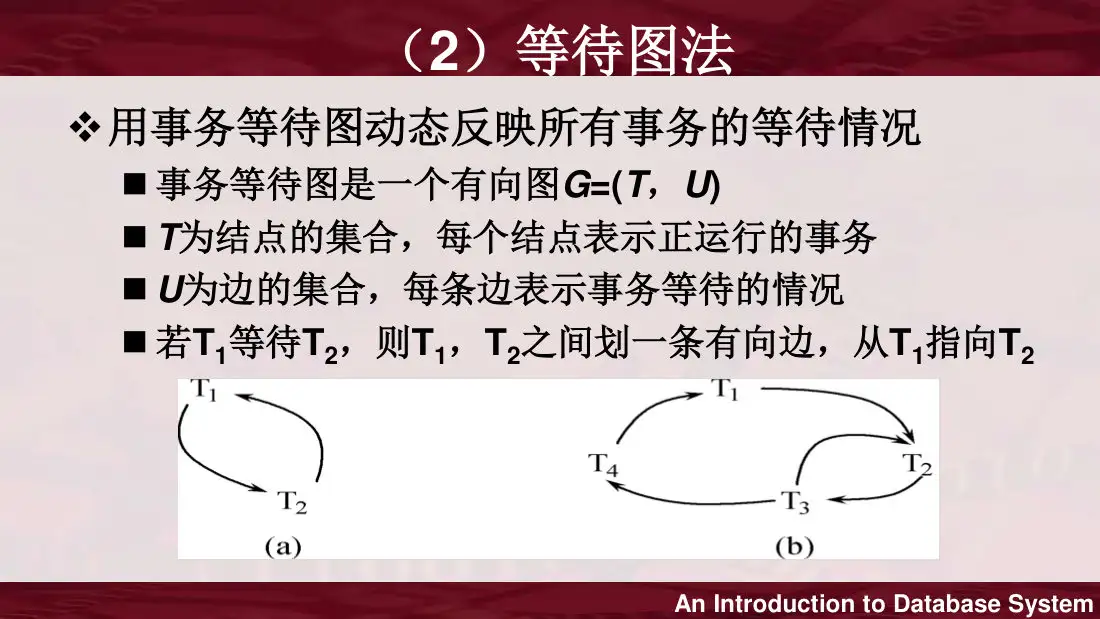 （2）等待图法
❖用事务等待图动态反映所有事务的等待情况
■ 事务等待图是一个有向图G=(T，U)
■ T为结点的集合，每个结点表示正运行的事务
■ U为边的集合，每条边表示事务等待的情况
■ 若T₁等待T₂，则T₁，T₂之间划一条有向边，从T₁指向T₂
T₁
T₂
(a)
T₁
T₄
T₂
T₃
(b)
An Introduction to Database System